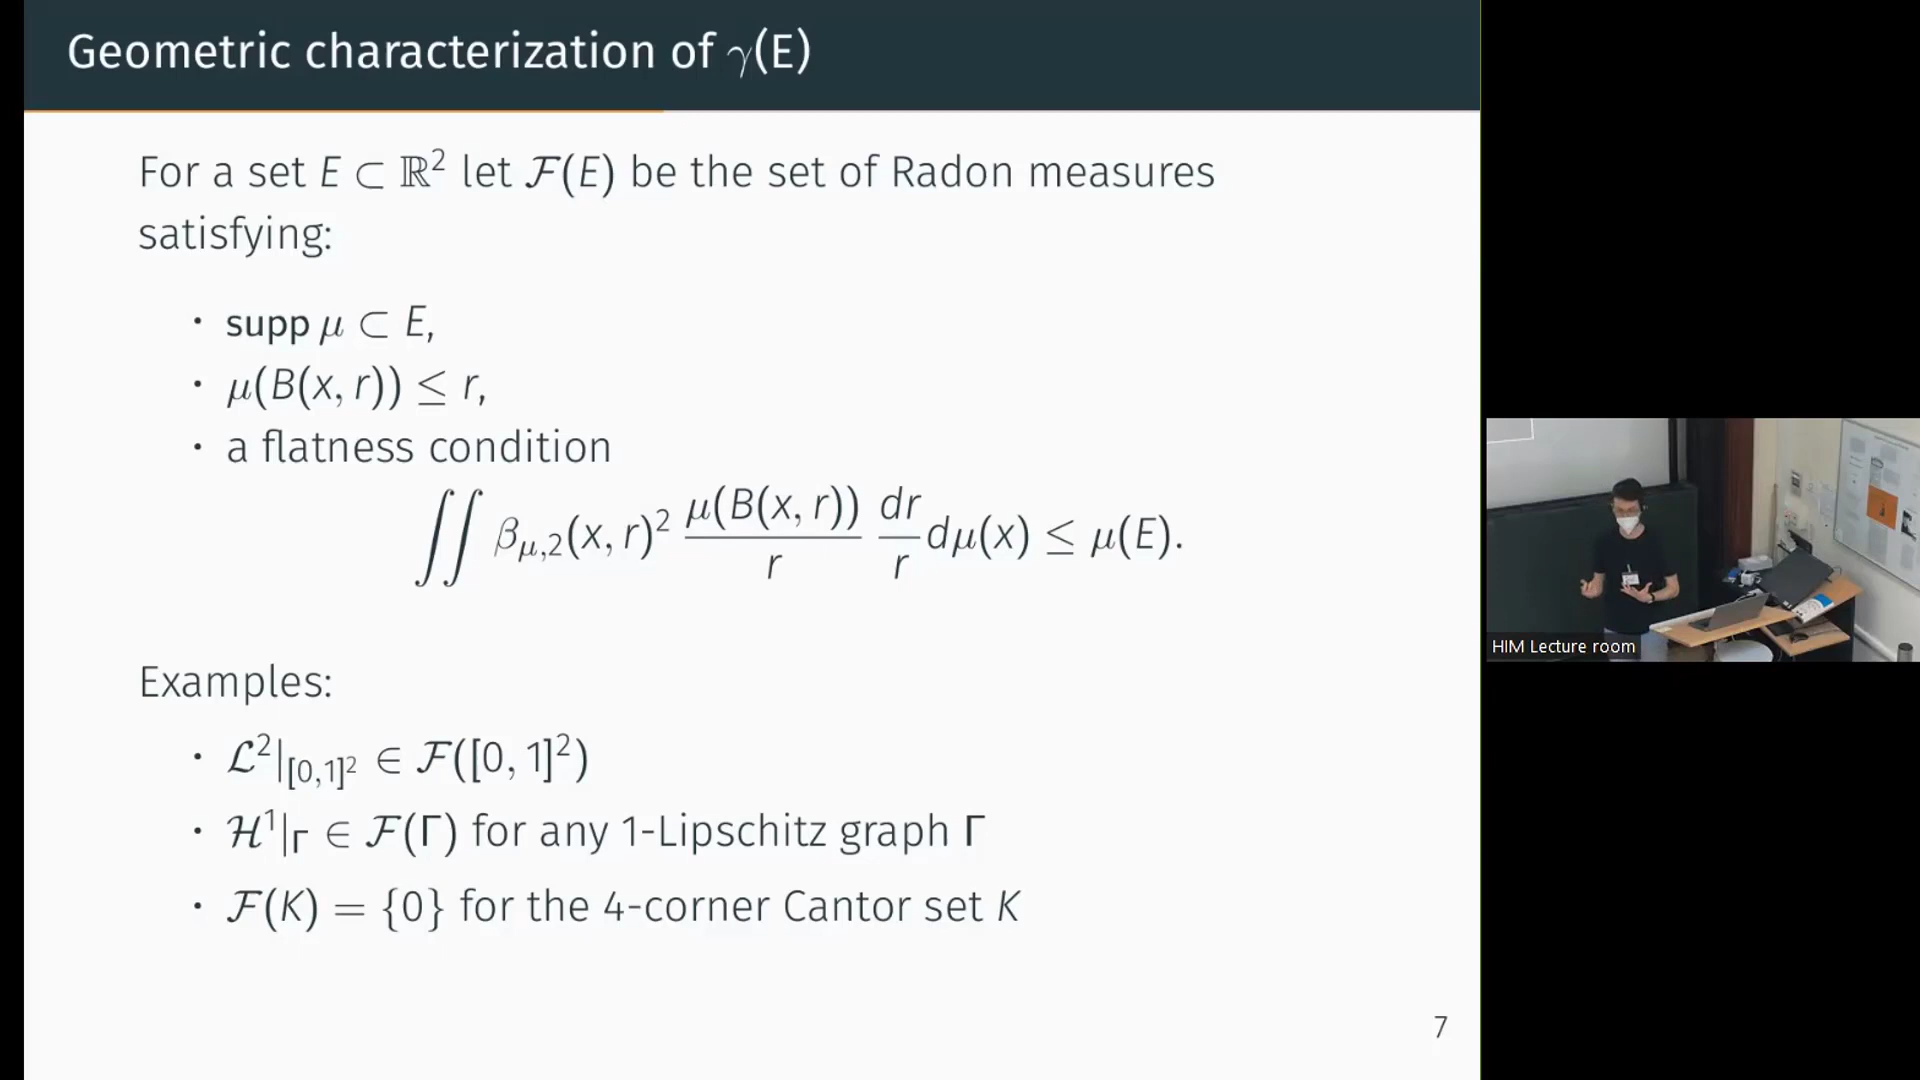 Geometric characterization of γ(E)
For a set E ⊂ ℝ² let ℱ(E) be the set of Radon measures
satisfying:
· supp μ ⊂ E,
· μ(B(x, r)) ≤ r,
· a flatness condition
∬ β_{μ,2}(x, r)² \frac{μ(B(x, r))}{r} \frac{dr}{r} dμ(x) ≤ μ(E).
Examples:
· ℒ²|_{[0,1]²} ∈ ℱ([0, 1]²)
· ℋ¹|_Γ ∈ ℱ(Γ) for any 1-Lipschitz graph Γ
· ℱ(K) = {0} for the 4-corner Cantor set K
7
HIM Lecture room